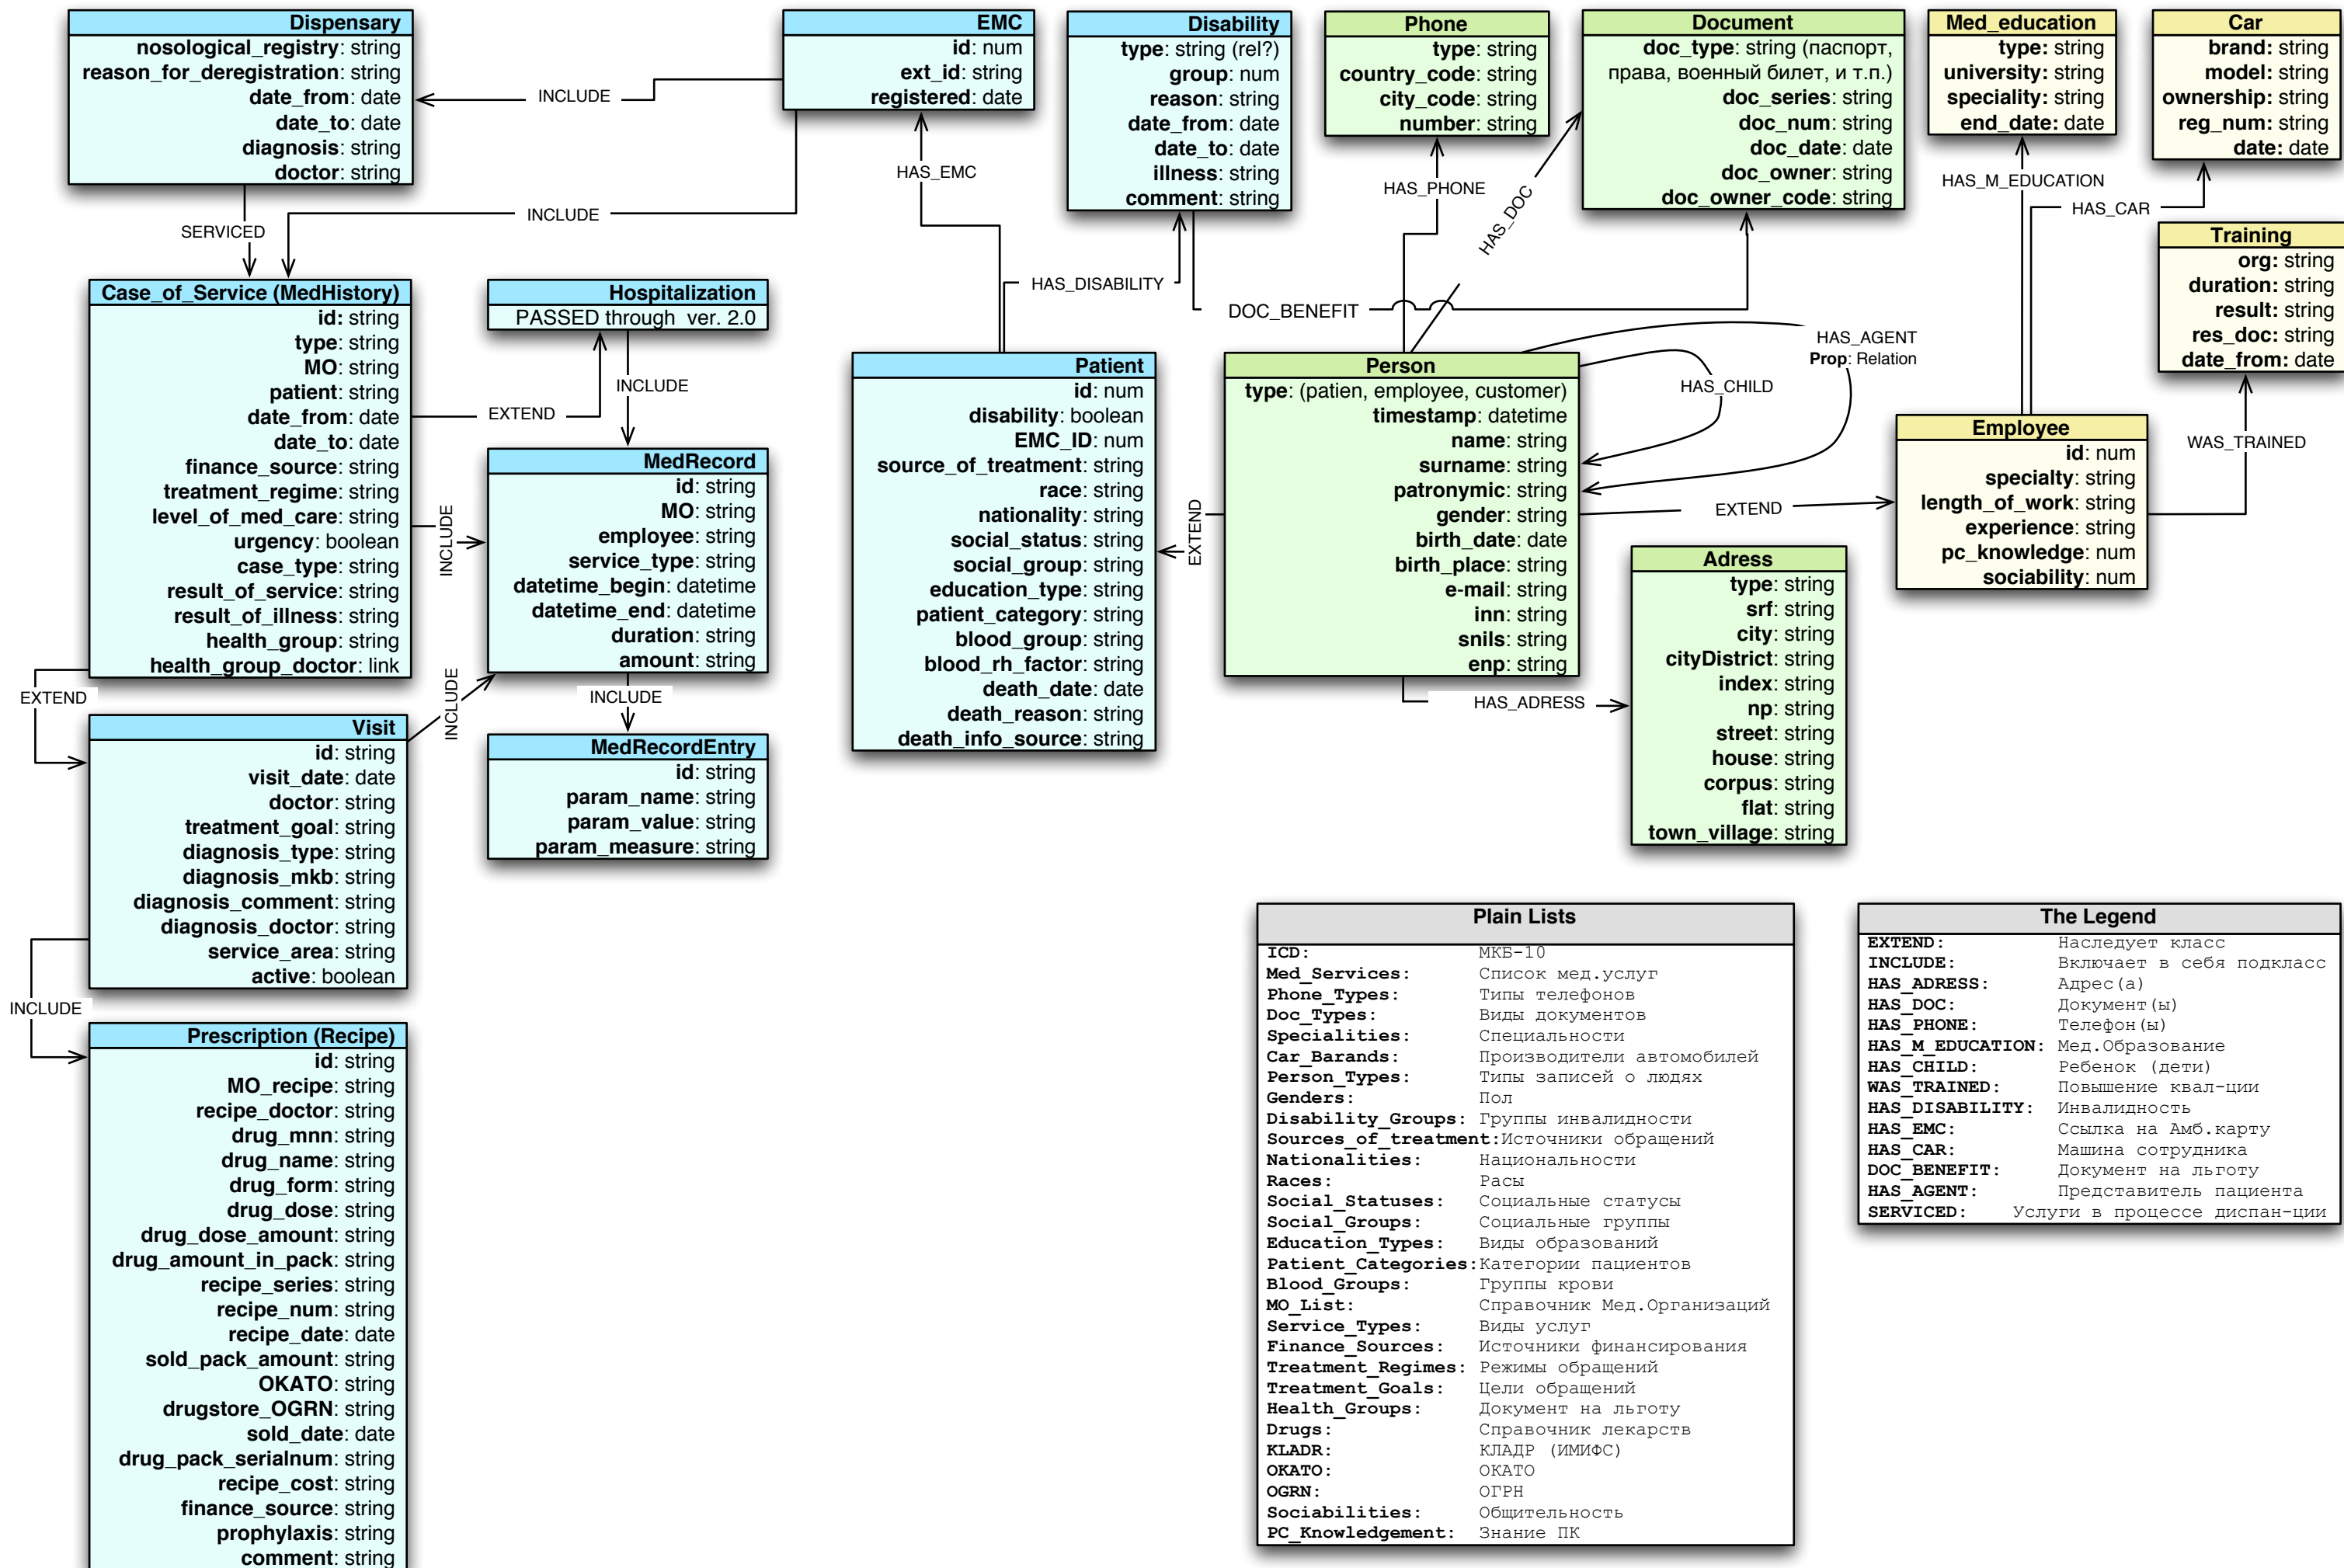 Dispensary
nosological_registry: string
reason_for_deregistration: string
date_from: date
date_to: date
diagnosis: string
doctor: string
EMC
id: num
ext_id: string
registered: date
Disability
type: string (rel?)
group: num
reason: string
date_from: date
date_to: date
illness: string
comment: string
Phone
type: string
country_code: string
city_code: string
number: string
Document
doc_type: string (паспорт,
права, военный билет, и т.п.)
doc_series: string
doc_num: string
doc_date: date
doc_owner: string
doc_owner_code: string
Med_education
type: string
university: string
speciality: string
end_date: date
Car
brand: string
model: string
ownership: string
reg_num: string
date: date
INCLUDE
HAS_EMC
HAS_PHONE
HAS_DOC
HAS_M_EDUCATION
HAS_CAR
INCLUDE
SERVICED
Training
org: string
duration: string
result: string
res_doc: string
date_from: date
HAS_DISABILITY
DOC_BENEFIT
Case_of_Service (MedHistory)
id: string
type: string
MO: string
patient: string
date_from: date
date_to: date
finance_source: string
treatment_regime: string
level_of_med_care: string
urgency: boolean
case_type: string
result_of_service: string
result_of_illness: string
health_group: string
health_group_doctor: link
Hospitalization
PASSED through ver. 2.0
INCLUDE
EXTEND
MedRecord
id: string
MO: string
employee: string
service_type: string
datetime_begin: datetime
datetime_end: datetime
duration: string
amount: string
INCLUDE
INCLUDE
INCLUDE
EXTEND
MedRecordEntry
id: string
param_name: string
param_value: string
param_measure: string
Patient
id: num
disability: boolean
EMC_ID: num
source_of_treatment: string
race: string
nationality: string
social_status: string
social_group: string
education_type: string
patient_category: string
blood_group: string
blood_rh_factor: string
death_date: date
death_reason: string
death_info_source: string
EXTEND
Person
type: (patien, employee, customer)
timestamp: datetime
name: string
surname: string
patronymic: string
gender: string
birth_date: date
birth_place: string
e-mail: string
inn: string
snils: string
enp: string
HAS_AGENT
Prop: Relation
HAS_CHILD
EXTEND
HAS_ADRESS
Employee
id: num
specialty: string
length_of_work: string
experience: string
pc_knowledge: num
sociability: num
WAS_TRAINED
Adress
type: string
srf: string
city: string
cityDistrict: string
index: string
np: string
street: string
house: string
corpus: string
flat: string
town_village: string
Visit
id: string
visit_date: date
doctor: string
treatment_goal: string
diagnosis_type: string
diagnosis_mkb: string
diagnosis_comment: string
diagnosis_doctor: string
service_area: string
active: boolean
INCLUDE
Prescription (Recipe)
id: string
MO_recipe: string
recipe_doctor: string
drug_mnn: string
drug_name: string
drug_form: string
drug_dose: string
drug_dose_amount: string
drug_amount_in_pack: string
recipe_series: string
recipe_num: string
recipe_date: date
sold_pack_amount: string
OKATO: string
drugstore_OGRN: string
sold_date: date
drug_pack_serialnum: string
recipe_cost: string
finance_source: string
prophylaxis: string
comment: string
Plain Lists
ICD: МКБ-10
Med_Services: Список мед.услуг
Phone_Types: Типы телефонов
Doc_Types: Виды документов
Specialities: Специальности
Car_Barands: Производители автомобилей
Person_Types: Типы записей о людях
Genders: Пол
Disability_Groups: Группы инвалидности
Sources_of_treatment:Источники обращений
Nationalities: Национальности
Races: Расы
Social_Statuses: Социальные статусы
Social_Groups: Социальные группы
Education_Types: Виды образований
Patient_Categories:Категории пациентов
Blood_Groups: Группы крови
MO_List: Справочник Мед.Организаций
Service_Types: Виды услуг
Finance_Sources: Источники финансирования
Treatment_Regimes: Режимы обращений
Treatment_Goals: Цели обращений
Health_Groups: Документ на льготу
Drugs: Справочник лекарств
KLADR: КЛАДР (ИМИФС)
OKATO: ОКАТО
OGRN: ОГРН
Sociabilities: Общительность
PC_Knowledgement: Знание ПК
The Legend
EXTEND: Наследует класс
INCLUDE: Включает в себя подкласс
HAS_ADRESS: Адрес(а)
HAS_DOC: Документ(ы)
HAS_PHONE: Телефон(ы)
HAS_M_EDUCATION: Мед.Образование
HAS_CHILD: Ребенок (дети)
WAS_TRAINED: Повышение квал-ции
HAS_DISABILITY: Инвалидность
HAS_EMC: Ссылка на Амб.карту
HAS_CAR: Машина сотрудника
DOC_BENEFIT: Документ на льготу
HAS_AGENT: Представитель пациента
SERVICED: Услуги в процессе диспан-ции